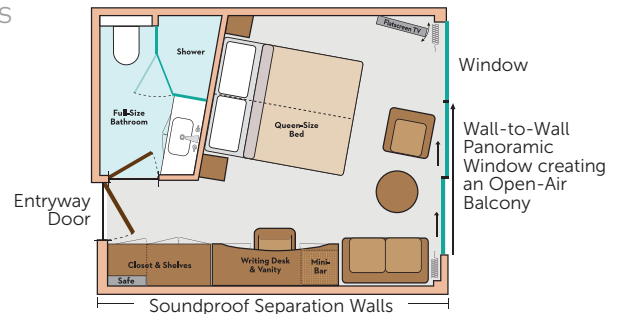 s
Shower
Flatscreen TV
Window
Full-Size
Bathroom
Queen-Size
Bed
Wall-to-Wall
Panoramic
Window creating
an Open-Air
Balcony
Entryway
Door
Closet & Shelves
Safe
Writing Desk
& Vanity
Mini-
Bar
Soundproof Separation Walls